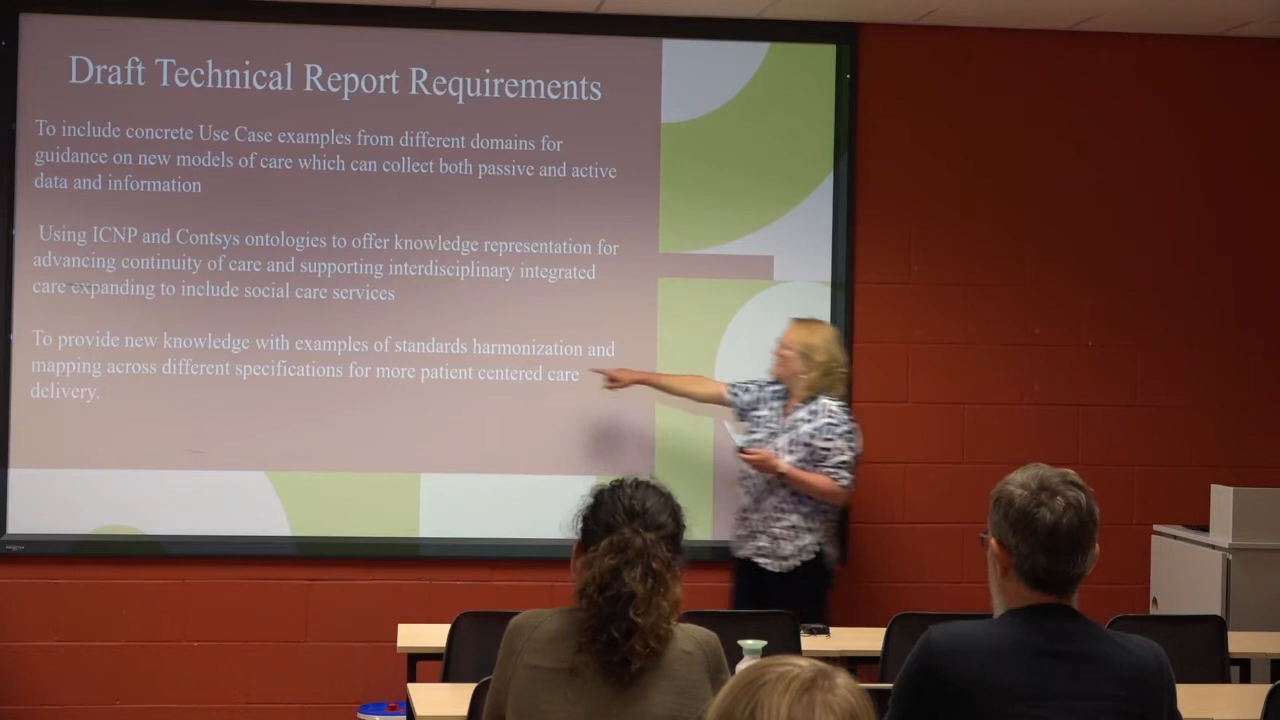 Draft Technical Report Requirements
To include concrete Use Case examples from different domains for
guidance on new models of care which can collect both passive and active
data and information
Using ICNP and Contsys ontologies to offer knowledge representation for
advancing continuity of care and supporting interdisciplinary integrated
care expanding to include social care services
To provide new knowledge with examples of standards harmonization and
mapping across different specifications for more patient centered care
delivery.